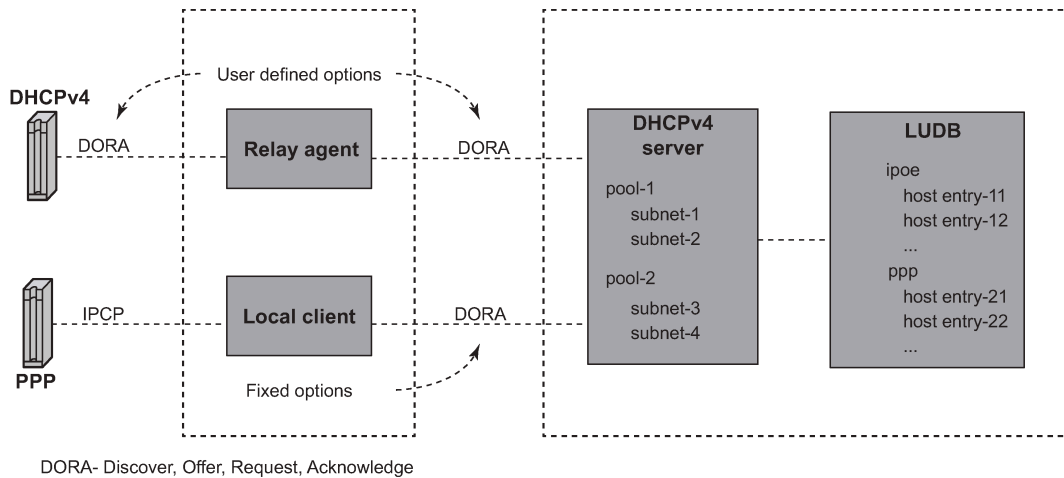 User defined options
DHCPv4
DORA
Relay agent
DORA
DHCPv4
server
pool-1
subnet-1
subnet-2
pool-2
subnet-3
subnet-4
LUDB
ipoe
host entry-11
host entry-12
...
ppp
host entry-21
host entry-22
...
IPCP
Local client
DORA
PPP
Fixed options
DORA- Discover, Offer, Request, Acknowledge